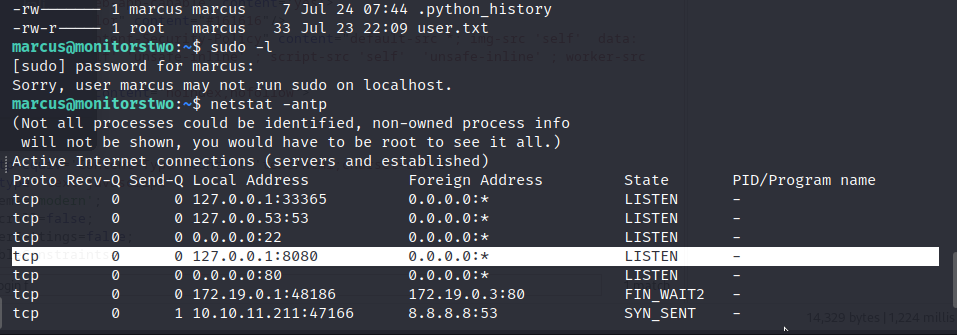 -rw------- 1 marcus marcus    7 Jul 24 07:44 .python_history
-rw-r----- 1 root   marcus   33 Jul 23 22:09 user.txt
marcus@monitorstwo:~$ sudo -l
[sudo] password for marcus:
Sorry, user marcus may not run sudo on localhost.
marcus@monitorstwo:~$ netstat -antp
(Not all processes could be identified, non-owned process info
 will not be shown, you would have to be root to see it all.)
Active Internet connections (servers and established)
Proto Recv-Q Send-Q Local Address           Foreign Address         State       PID/Program name
tcp        0      0 127.0.0.1:33365         0.0.0.0:*               LISTEN      -
tcp        0      0 127.0.0.53:53           0.0.0.0:*               LISTEN      -
tcp        0      0 0.0.0.0:22              0.0.0.0:*               LISTEN      -
tcp        0      0 127.0.0.1:8080          0.0.0.0:*               LISTEN      -
tcp        0      0 0.0.0.0:80              0.0.0.0:*               LISTEN      -
tcp        0      0 172.19.0.1:48186        172.19.0.3:80           FIN_WAIT2   -
tcp        0      1 10.10.11.211:47166      8.8.8.8:53              SYN_SENT    -
14,329 bytes | 1,224 millis